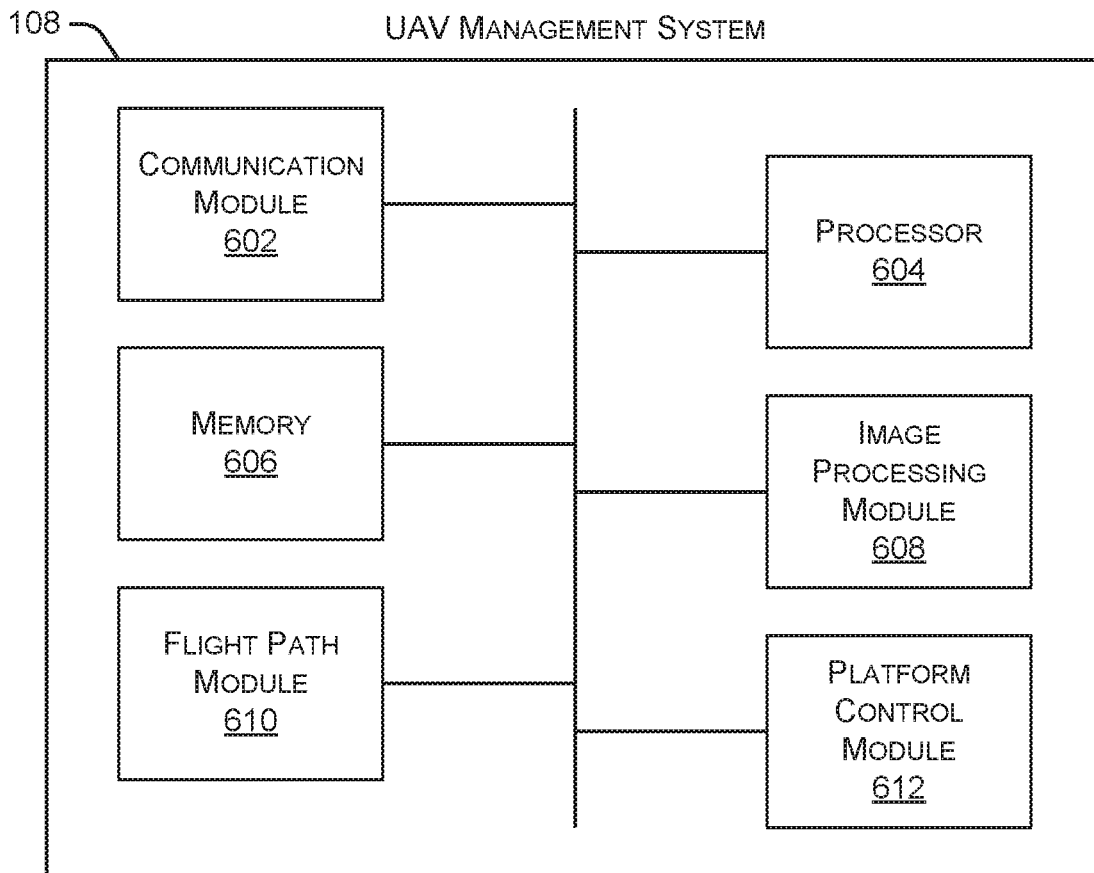 108
UAV MANAGEMENT SYSTEM
COMMUNICATION
MODULE
602
PROCESSOR
604
MEMORY
606
IMAGE
PROCESSING
MODULE
608
FLIGHT PATH
MODULE
610
PLATFORM
CONTROL
MODULE
612